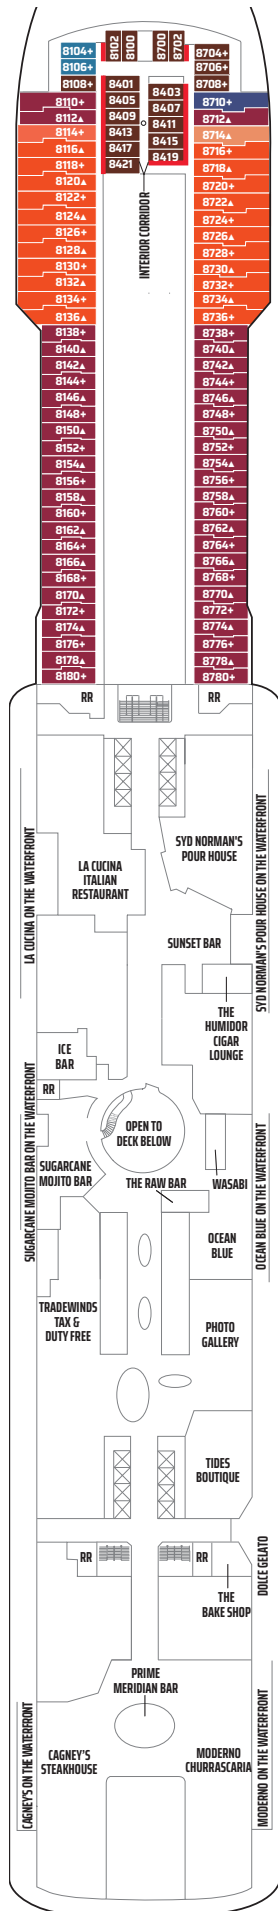 8104+
8106+
8108+
8102
8100
8700
8702
8704+
8706+
8708+
8401
8405
8409
8413
8417
8421
8403
8407
8411
8415
8419
INTERIOR CORRIDOR
8110+
8112▲
8114+
8116▲
8118+
8120▲
8122+
8124▲
8126+
8128▲
8130+
8132▲
8134+
8136▲
8138+
8140▲
8142▲
8144+
8146▲
8148+
8150▲
8152+
8154▲
8156+
8158▲
8160+
8162▲
8164+
8166▲
8168+
8170▲
8172+
8174▲
8176+
8178▲
8180+
8710+
8712▲
8714▲
8716+
8718▲
8720+
8722▲
8724+
8726▲
8728+
8730▲
8732+
8734▲
8736+
8738+
8740▲
8742▲
8744+
8746▲
8748+
8750▲
8752+
8754▲
8756+
8758▲
8760+
8762▲
8764+
8766▲
8768+
8770▲
8772+
8774▲
8776+
8778▲
8780+
RR
RR
LA CUCINA ON THE WATERFRONT
LA CUCINA
ITALIAN
RESTAURANT
SYD NORMAN'S
POUR HOUSE
SYD NORMAN'S POUR HOUSE ON THE WATERFRONT
SUNSET BAR
THE
HUMIDOR
CIGAR
LOUNGE
ICE
BAR
RR
SUGARCANE MOJITO BAR ON THE WATERFRONT
OPEN TO
DECK BELOW
SUGARCANE
MOJITO BAR
THE RAW BAR
WASABI
OCEAN BLUE ON THE WATERFRONT
OCEAN
BLUE
TRADEWINDS
TAX &
DUTY FREE
PHOTO
GALLERY
TIDES
BOUTIQUE
RR
RR
DOLCE GELATO
THE
BAKE SHOP
PRIME
MERIDIAN BAR
CAGNEY'S ON THE WATERFRONT
CAGNEY'S
STEAKHOUSE
MODERNO
CHURRASCARIA
MODERNO ON THE WATERFRONT